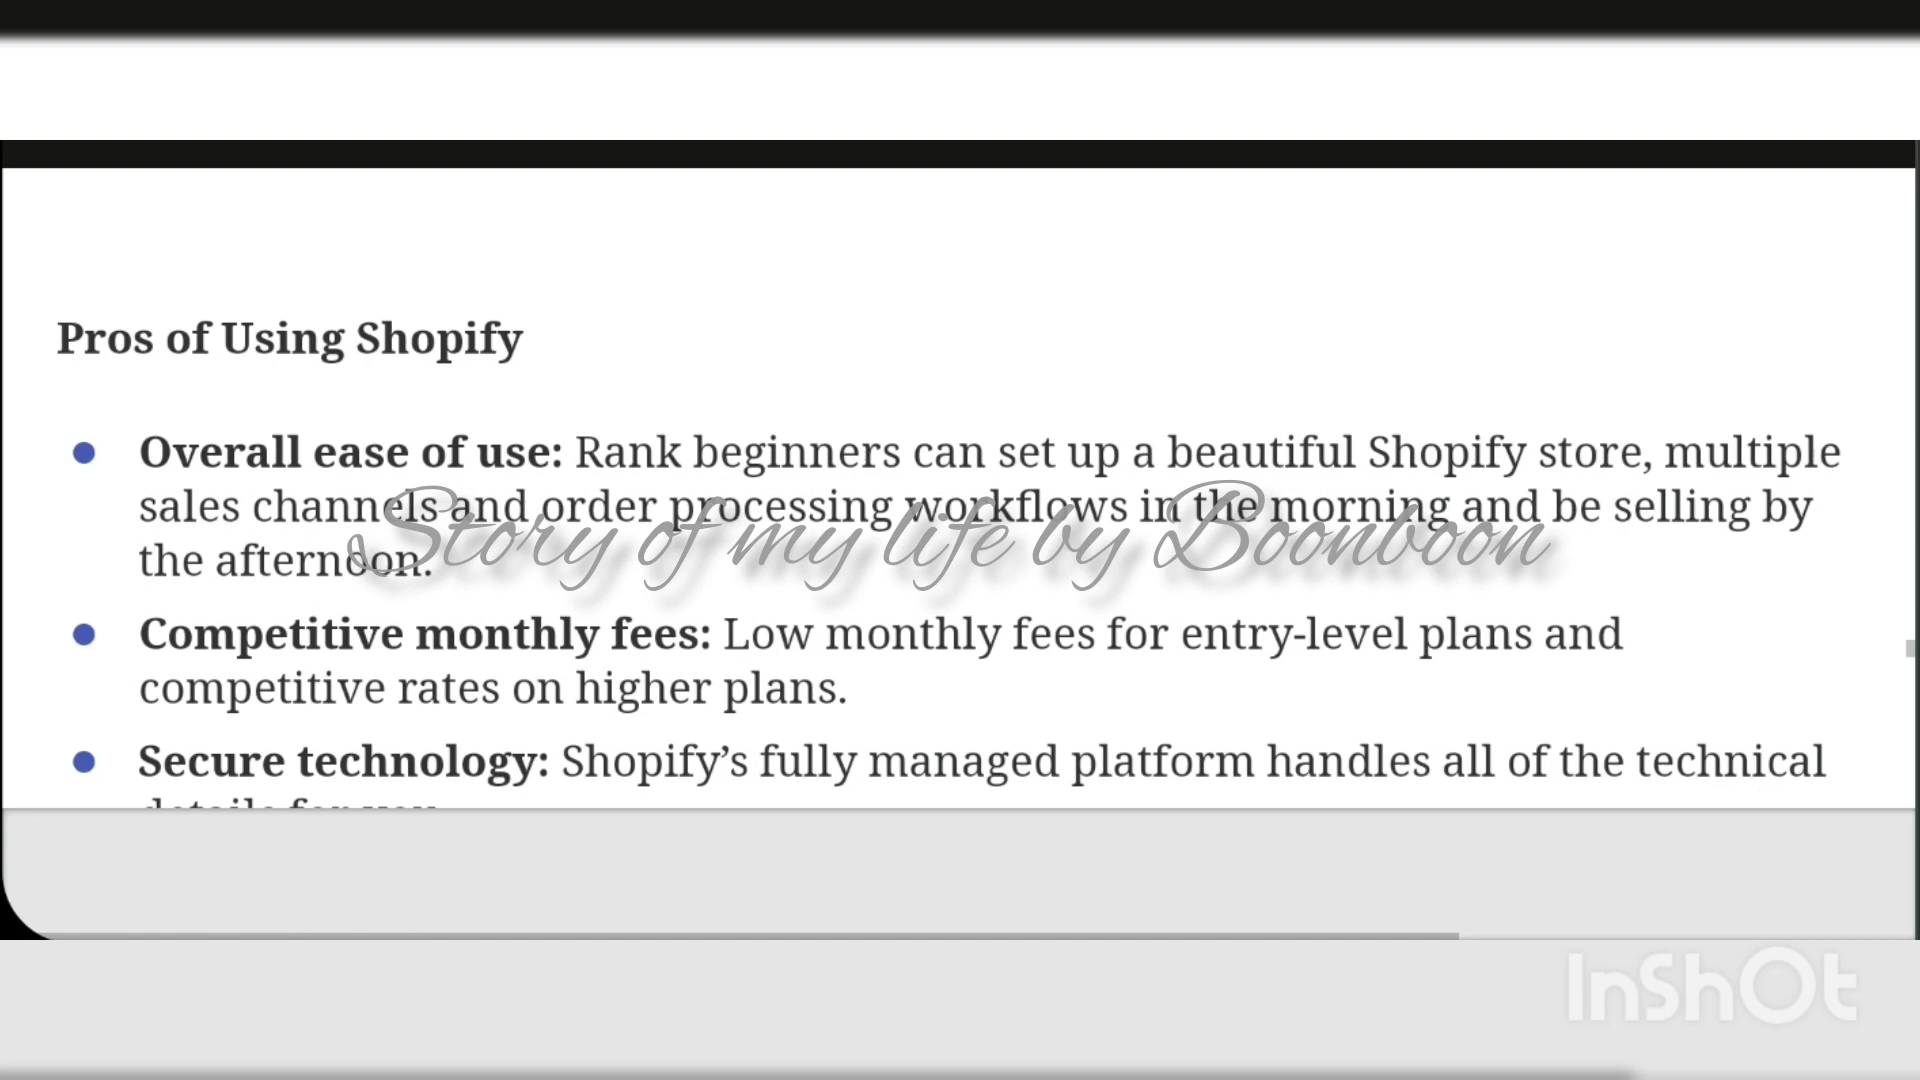 Pros of Using Shopify
Overall ease of use: Rank beginners can set up a beautiful Shopify store, multiple
sales channels and order processing workflows in the morning and be selling by
the afternoon.
Story of my life by Boonboon
Competitive monthly fees: Low monthly fees for entry-level plans and
competitive rates on higher plans.
Secure technology: Shopify’s fully managed platform handles all of the technical
details for you
InShOt